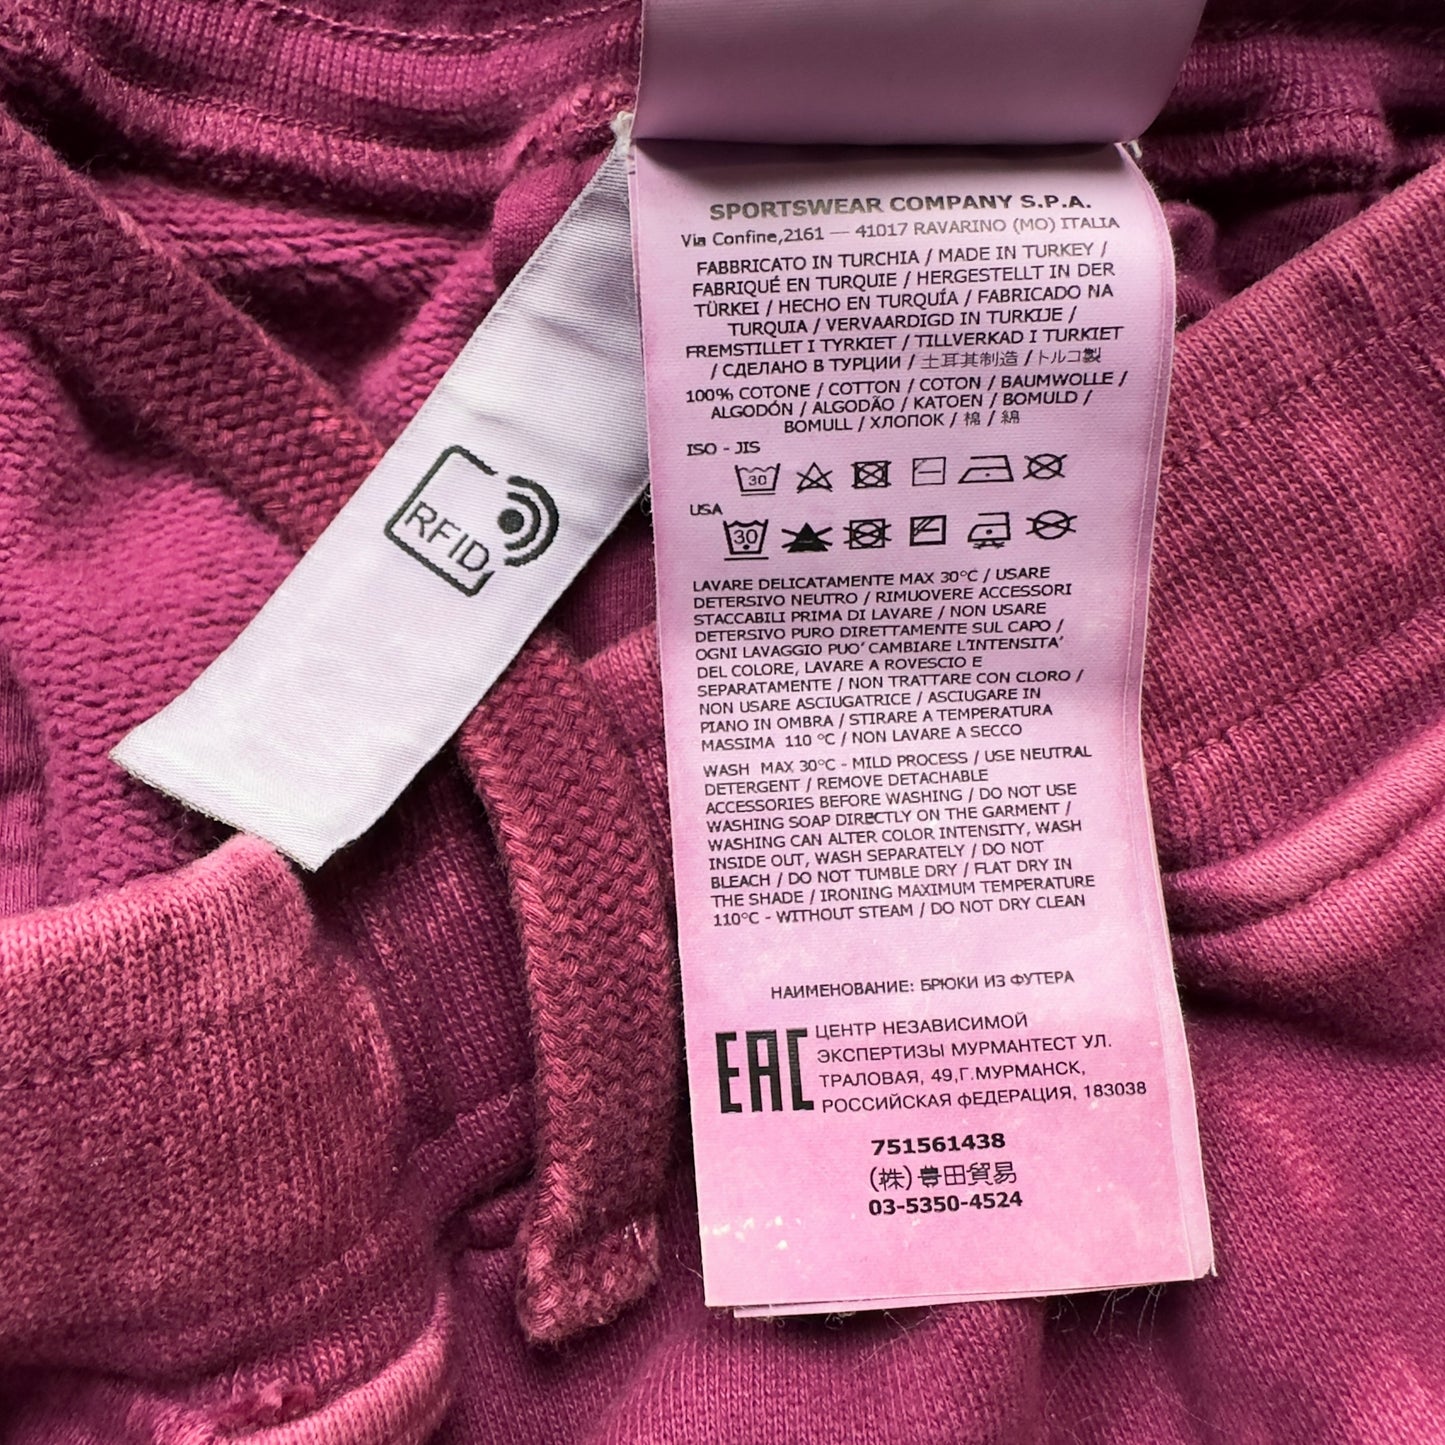 RFID
SPORTSWEAR COMPANY S.P.A.
Via Confine,2161 — 41017 RAVARINO (MO) ITALIA
FABBRICATO IN TURCHIA / MADE IN TURKEY /
FABRIQUÉ EN TURQUIE / HERGESTELLT IN DER
TÜRKEI / HECHO EN TURQUÍA / FABRICADO NA
TURQUIA / VERVAARDIGD IN TURKIJE /
FREMSTILLET I TYRKIET / TILLVERKAD I TURKIET
/ СДЕЛАНО В ТУРЦИИ / 土耳其制造 / トルコ製
100% COTONE / COTTON / COTON / BAUMWOLLE /
ALGODÓN / ALGODÃO / KATOEN / BOMULD /
BOMULL / ХЛОПОК / 棉 / 綿
ISO - JIS
30
USA
30
LAVARE DELICATAMENTE MAX 30°C / USARE
DETERSIVO NEUTRO / RIMUOVERE ACCESSORI
STACCABILI PRIMA DI LAVARE / NON USARE
DETERSIVO PURO DIRETTAMENTE SUL CAPO /
OGNI LAVAGGIO PUO' CAMBIARE L'INTENSITA'
DEL COLORE, LAVARE A ROVESCIO E
SEPARATAMENTE / NON TRATTARE CON CLORO /
NON USARE ASCIUGATRICE / ASCIUGARE IN
PIANO IN OMBRA / STIRARE A TEMPERATURA
MASSIMA 110 °C / NON LAVARE A SECCO
WASH MAX 30°C - MILD PROCESS / USE NEUTRAL
DETERGENT / REMOVE DETACHABLE
ACCESSORIES BEFORE WASHING / DO NOT USE
WASHING SOAP DIRECTLY ON THE GARMENT /
WASHING CAN ALTER COLOR INTENSITY, WASH
INSIDE OUT, WASH SEPARATELY / DO NOT
BLEACH / DO NOT TUMBLE DRY / FLAT DRY IN
THE SHADE / IRONING MAXIMUM TEMPERATURE
110°C - WITHOUT STEAM / DO NOT DRY CLEAN
НАИМЕНОВАНИЕ: БРЮКИ ИЗ ФУТЕРА
EAC
ЦЕНТР НЕЗАВИСИМОЙ
ЭКСПЕРТИЗЫ МУРМАНТЕСТ УЛ.
ТРАЛОВАЯ, 49,Г.МУРМАНСК,
РОССИЙСКАЯ ФЕДЕРАЦИЯ, 183038
751561438
(株) 豊田貿易
03-5350-4524